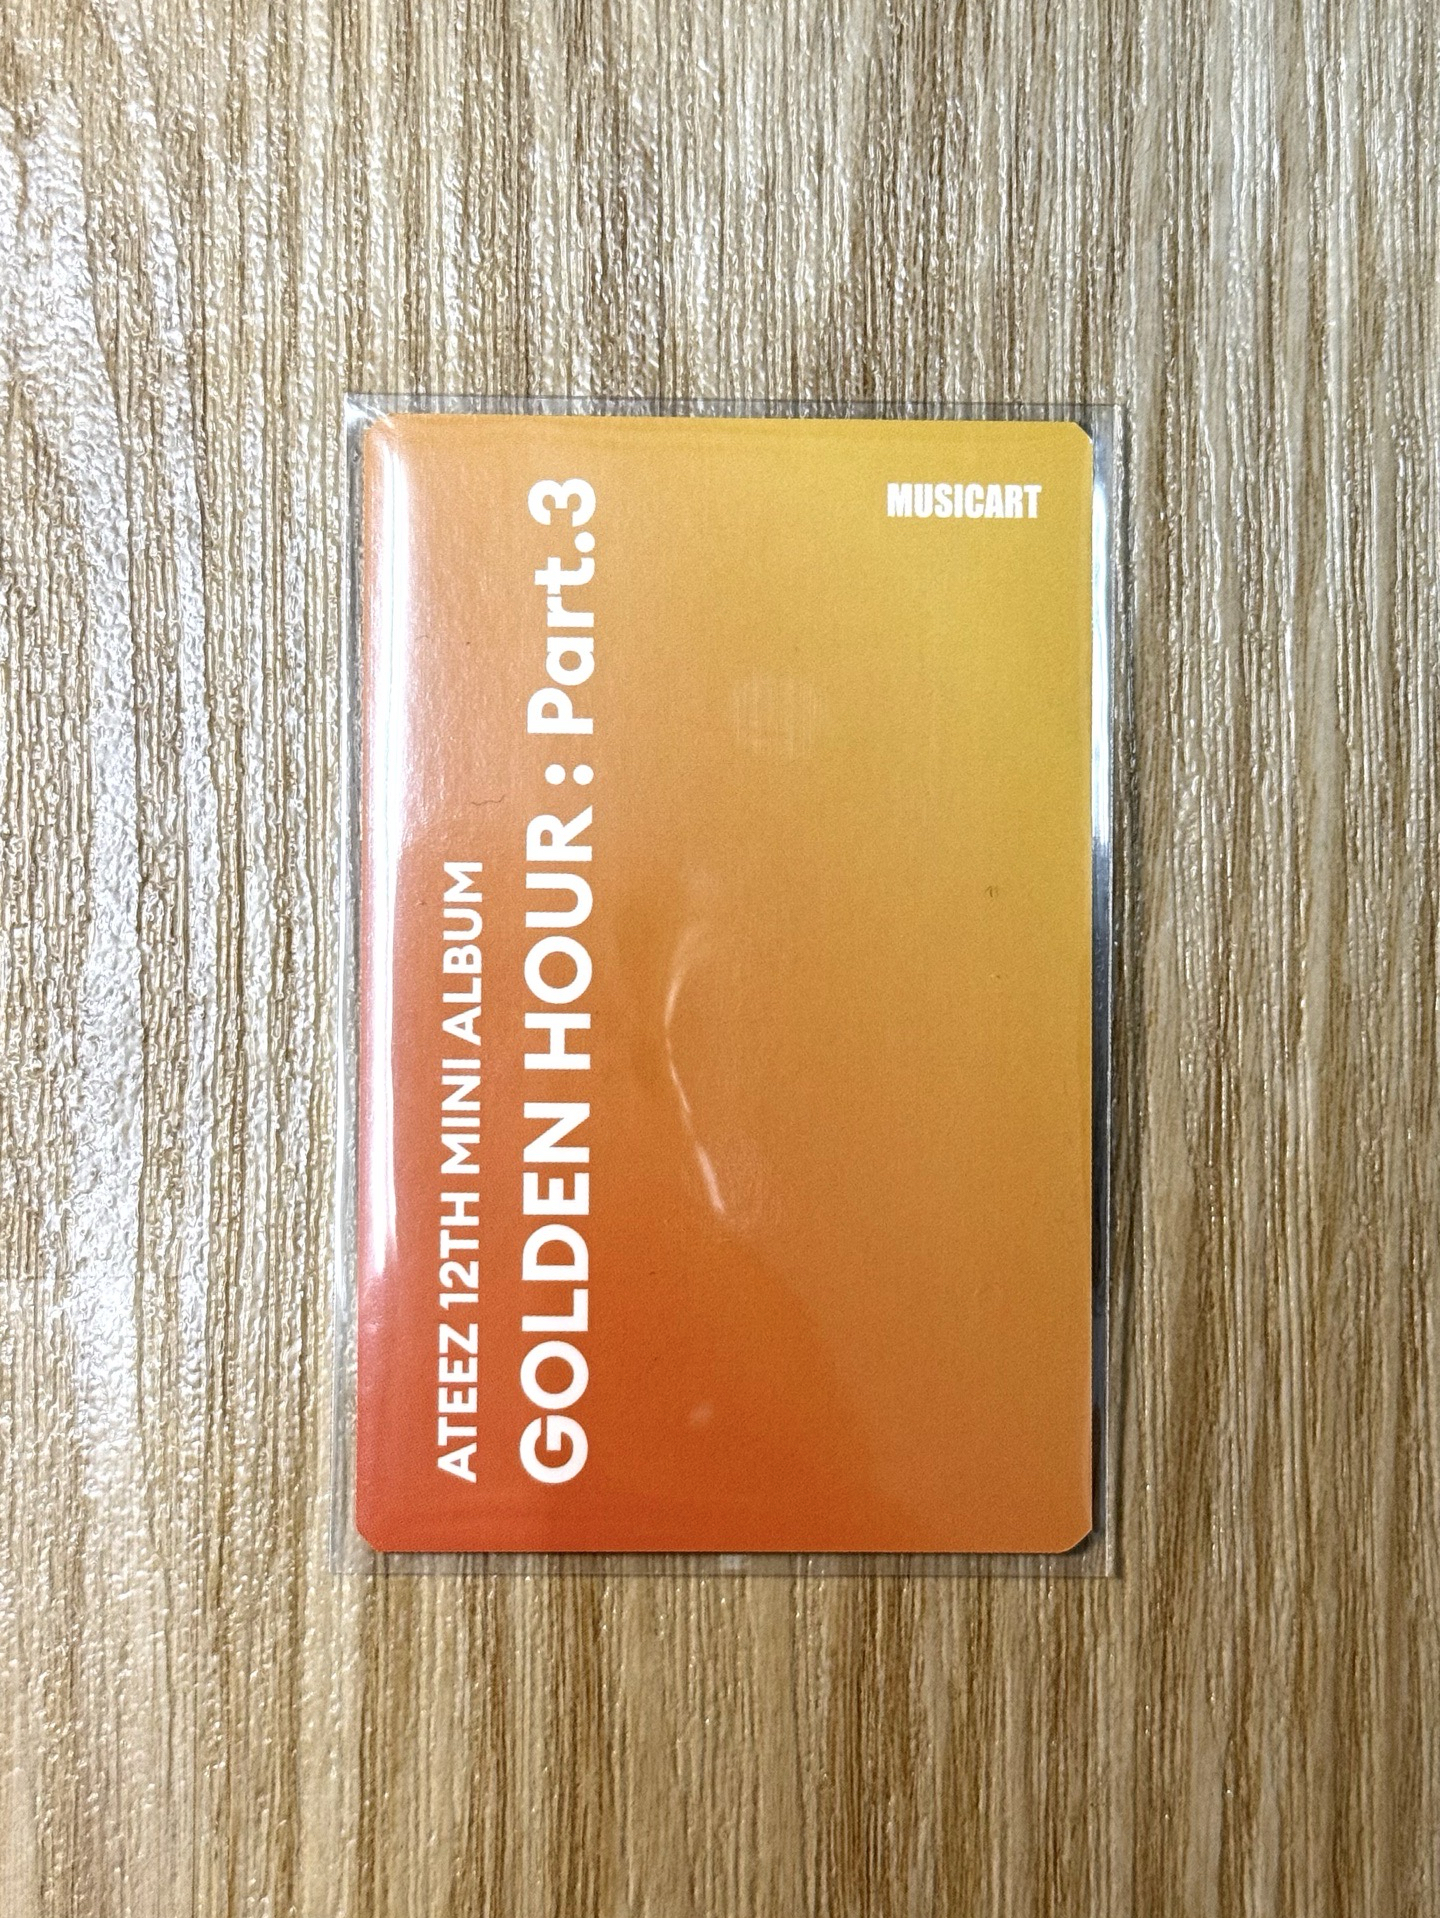 ATEEZ 12TH MINI ALBUM
GOLDEN HOUR : Part.3
MUSICART